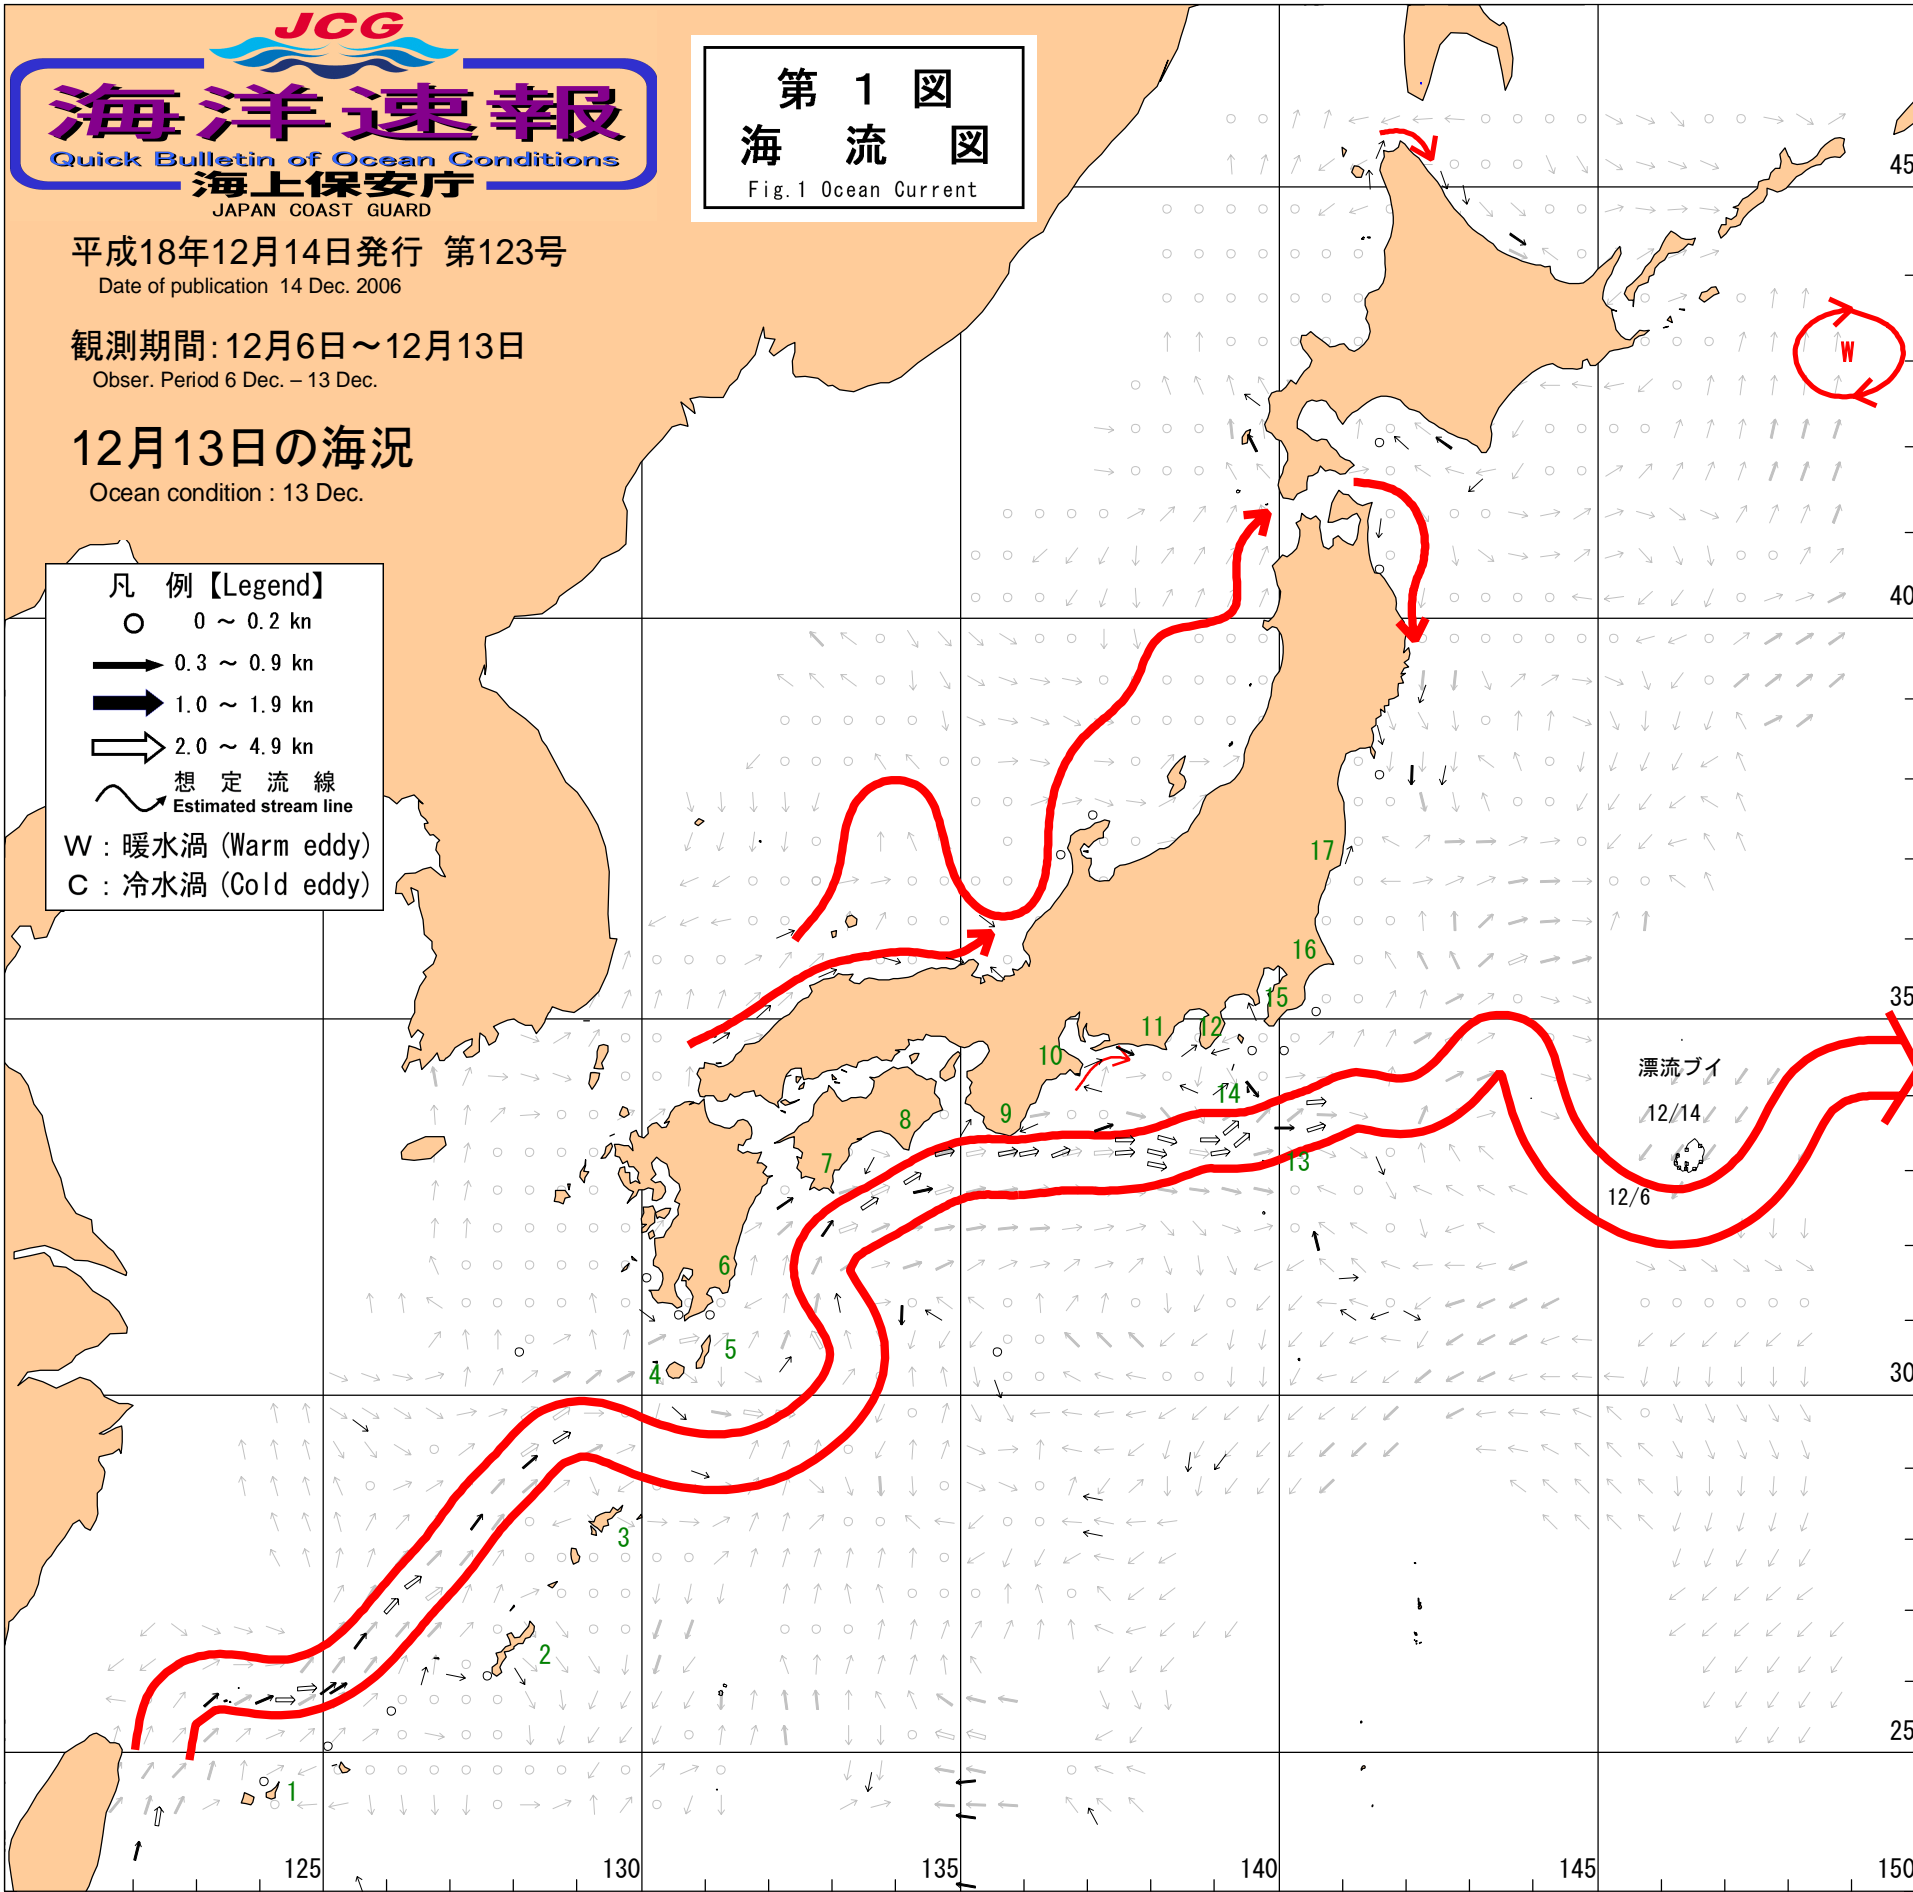 JCG
海洋速報
Quick Bulletin of Ocean Conditions
海上保安庁
JAPAN COAST GUARD
平成18年12月14日発行 第123号
Date of publication 14 Dec. 2006
観測期間：12月6日～12月13日
Obser. Period 6 Dec. – 13 Dec.
12月13日の海況
Ocean condition : 13 Dec.
第 1 図
海 流 図
Fig.1 Ocean Current
凡 例【Legend】
0 ～ 0.2 kn
0.3 ～ 0.9 kn
1.0 ～ 1.9 kn
2.0 ～ 4.9 kn
想 定 流 線
Estimated stream line
W : 暖水渦 (Warm eddy)
C : 冷水渦 (Cold eddy)
45
W
40
17
16
35
15
12
11
10
漂流ブイ
14
12/14
9
8
7
13
12/6
6
5
4
30
3
2
25
1
125
130
135
140
145
150